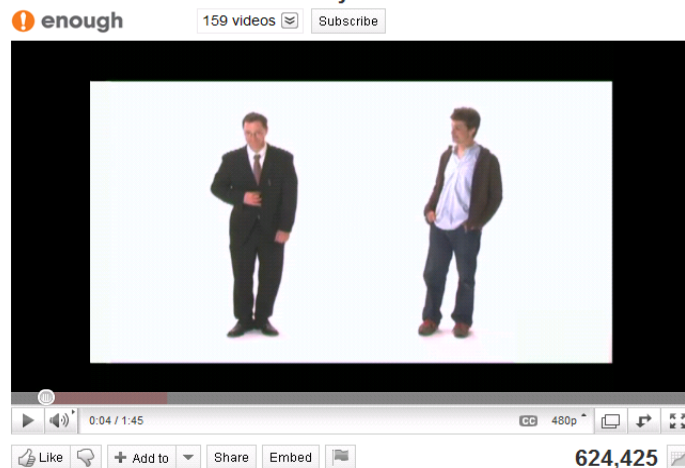 enough
159 videos
Subscribe
0:04 / 1:45
CC
480p
Like
Add to
Share
Embed
624,425